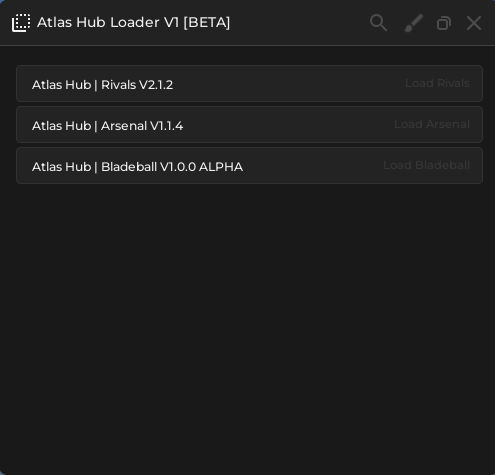 Atlas Hub Loader V1 [BETA]
Atlas Hub | Rivals V2.1.2 Load Rivals
Atlas Hub | Arsenal V1.1.4 Load Arsenal
Atlas Hub | Bladeball V1.0.0 ALPHA Load Bladeball